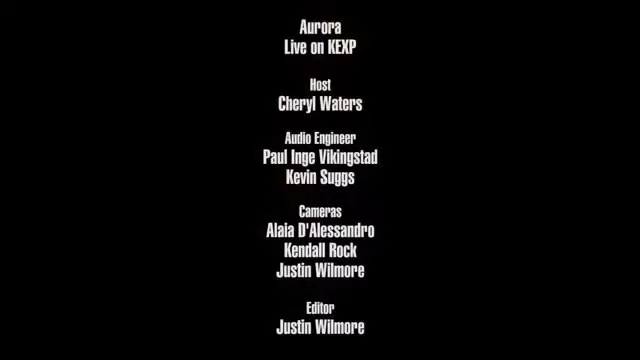 Aurora
Live on KEXP
Host
Cheryl Waters
Audio Engineer
Paul Inge Vikingstad
Kevin Suggs
Cameras
Alaia D'Alessandro
Kendall Rock
Justin Wilmore
Editor
Justin Wilmore